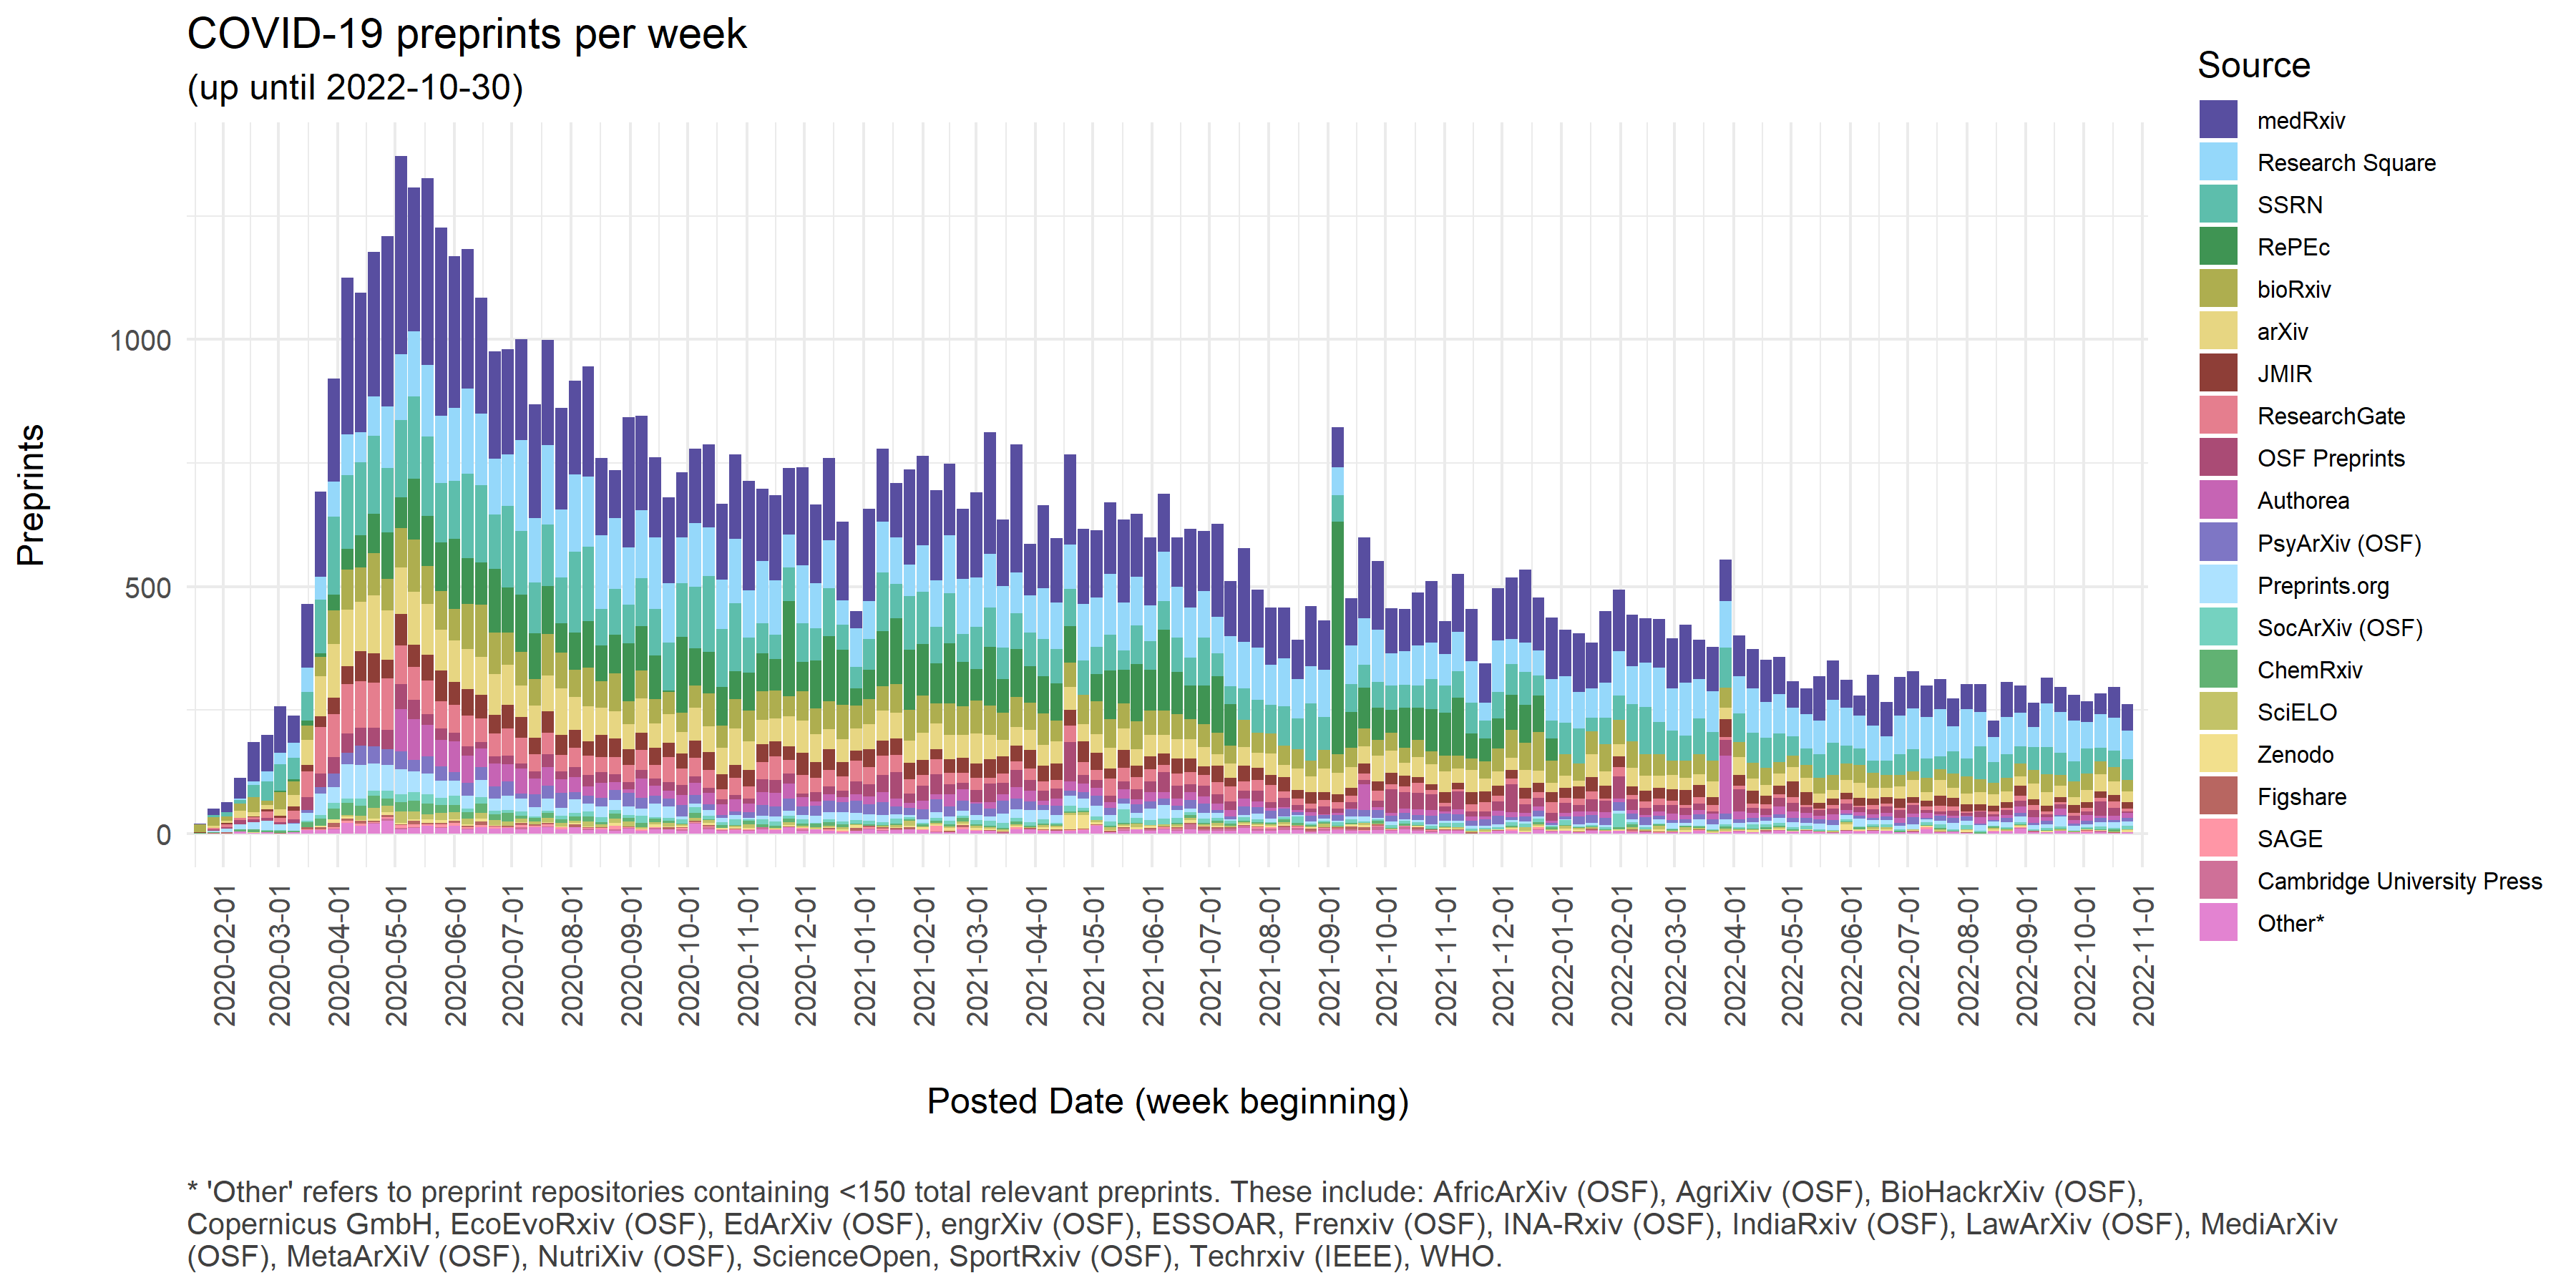 COVID-19 preprints per week
(up until 2022-10-30)
Source
medRxiv
Research Square
SSRN
RePEc
bioRxiv
arXiv
JMIR
ResearchGate
OSF Preprints
Authorea
PsyArXiv (OSF)
Preprints.org
SocArXiv (OSF)
ChemRxiv
SciELO
Zenodo
Figshare
SAGE
Cambridge University Press
Other*
Preprints
1000
500
0
2020-02-01
2020-03-01
2020-04-01
2020-05-01
2020-06-01
2020-07-01
2020-08-01
2020-09-01
2020-10-01
2020-11-01
2020-12-01
2021-01-01
2021-02-01
2021-03-01
2021-04-01
2021-05-01
2021-06-01
2021-07-01
2021-08-01
2021-09-01
2021-10-01
2021-11-01
2021-12-01
2022-01-01
2022-02-01
2022-03-01
2022-04-01
2022-05-01
2022-06-01
2022-07-01
2022-08-01
2022-09-01
2022-10-01
2022-11-01
Posted Date (week beginning)
* 'Other' refers to preprint repositories containing <150 total relevant preprints. These include: AfricArXiv (OSF), AgriXiv (OSF), BioHackrXiv (OSF),
Copernicus GmbH, EcoEvoRxiv (OSF), EdArXiv (OSF), engrXiv (OSF), ESSOAR, Frenxiv (OSF), INA-Rxiv (OSF), IndiaRxiv (OSF), LawArXiv (OSF), MediArXiv
(OSF), MetaArXiV (OSF), NutriXiv (OSF), ScienceOpen, SportRxiv (OSF), Techrxiv (IEEE), WHO.